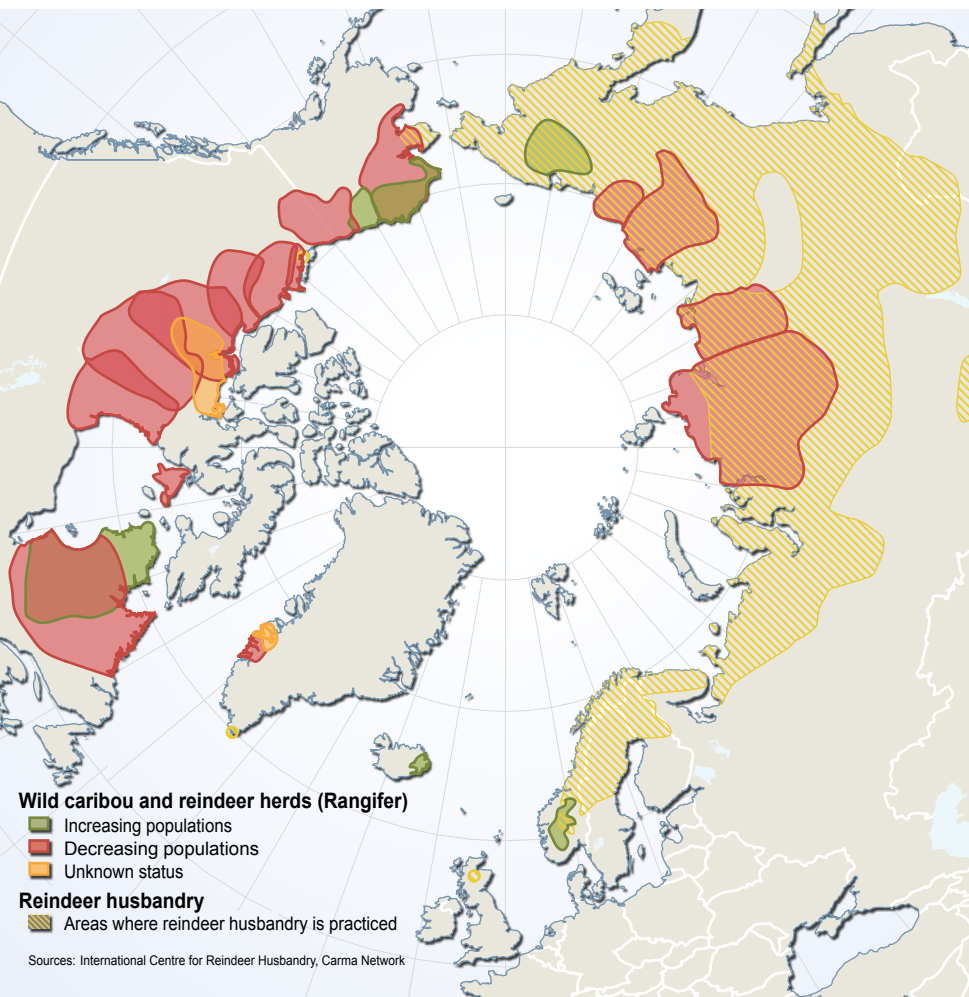 Wild caribou and reindeer herds (Rangifer)
Increasing populations
Decreasing populations
Unknown status
Reindeer husbandry
Areas where reindeer husbandry is practiced
Sources: International Centre for Reindeer Husbandry, Carma Network